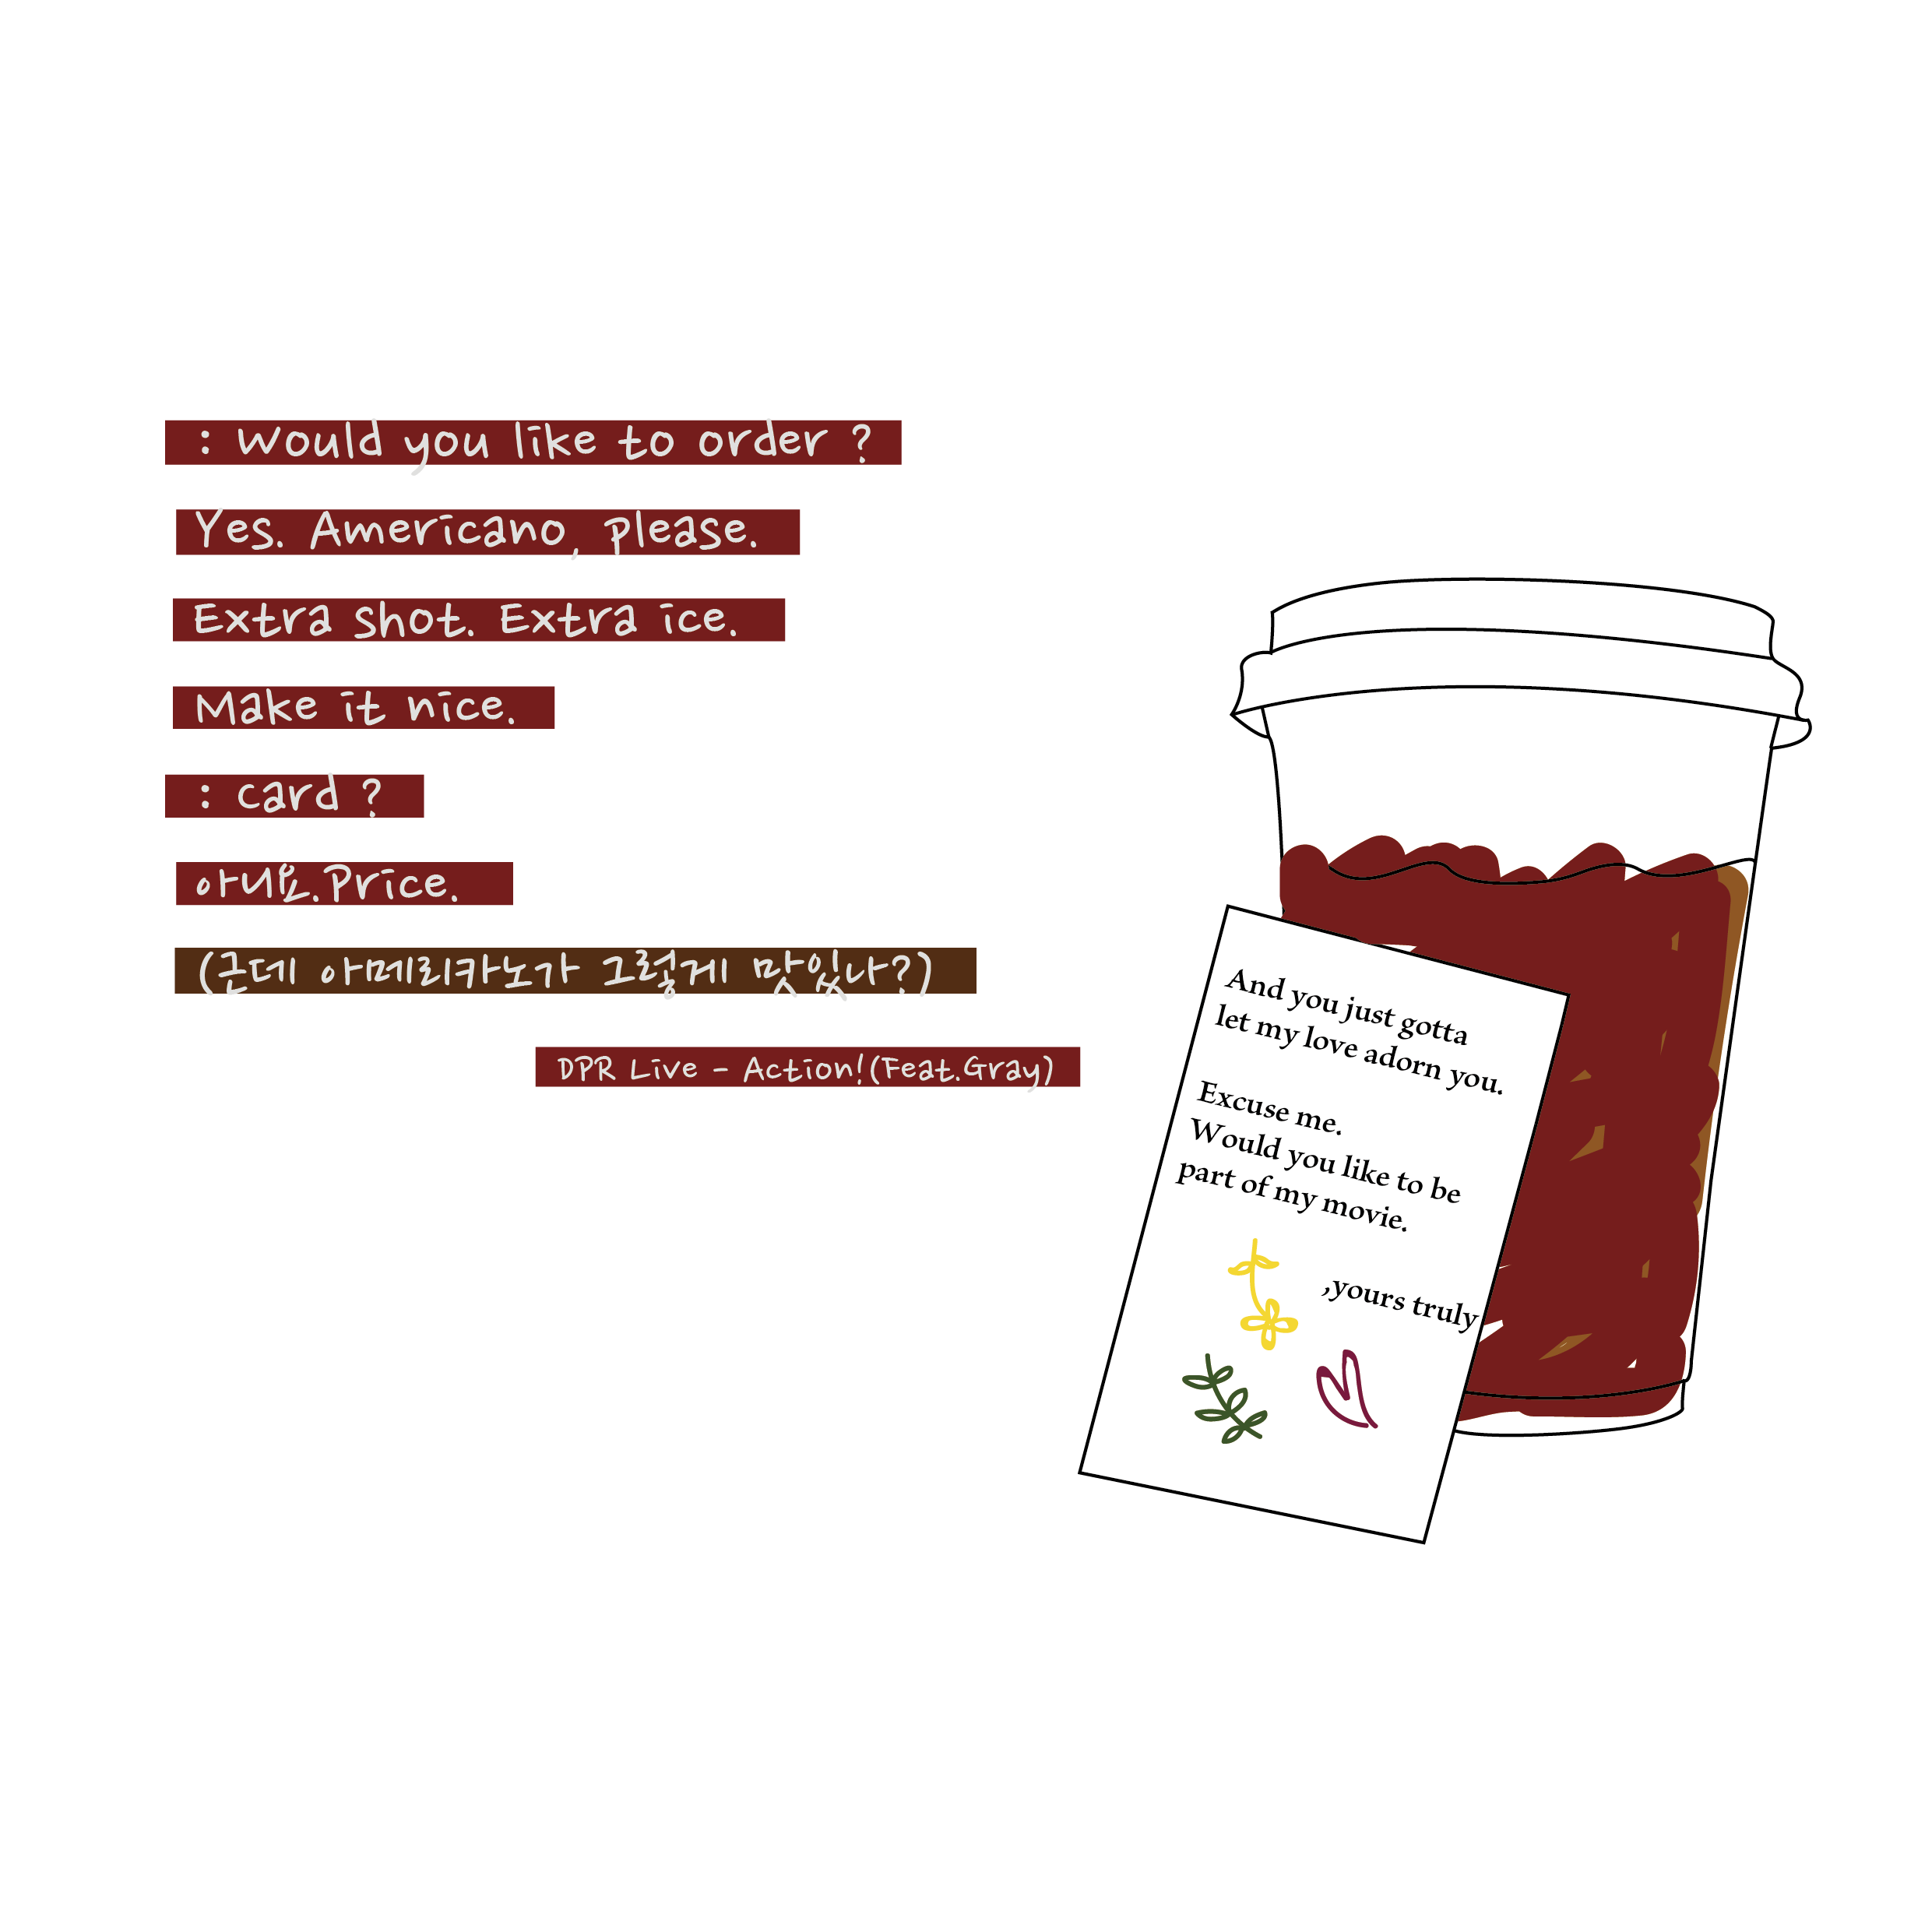 : would you like to order ?
Yes. Americano, please.
Extra shot. Extra ice.
Make it nice.
: card ?
아니요.Price.
(근데 아메리카노가 그렇게 맛있나?)
DPR Live - Action!(Feat.Gray)
And you just gotta
let my love adorn you.
Excuse me.
Would you like to be
part of my movie.
,yours truly